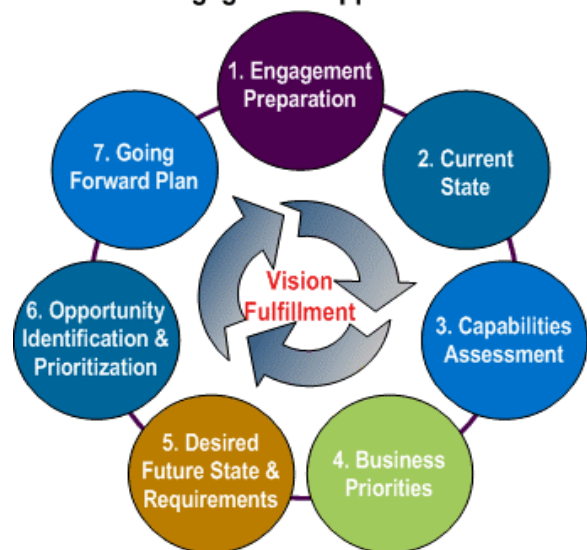 1. Engagement
Preparation
2. Current
State
3. Capabilities
Assessment
4. Business
Priorities
5. Desired
Future State &
Requirements
6. Opportunity
Identification &
Prioritization
7. Going
Forward Plan
Vision
Fulfillment